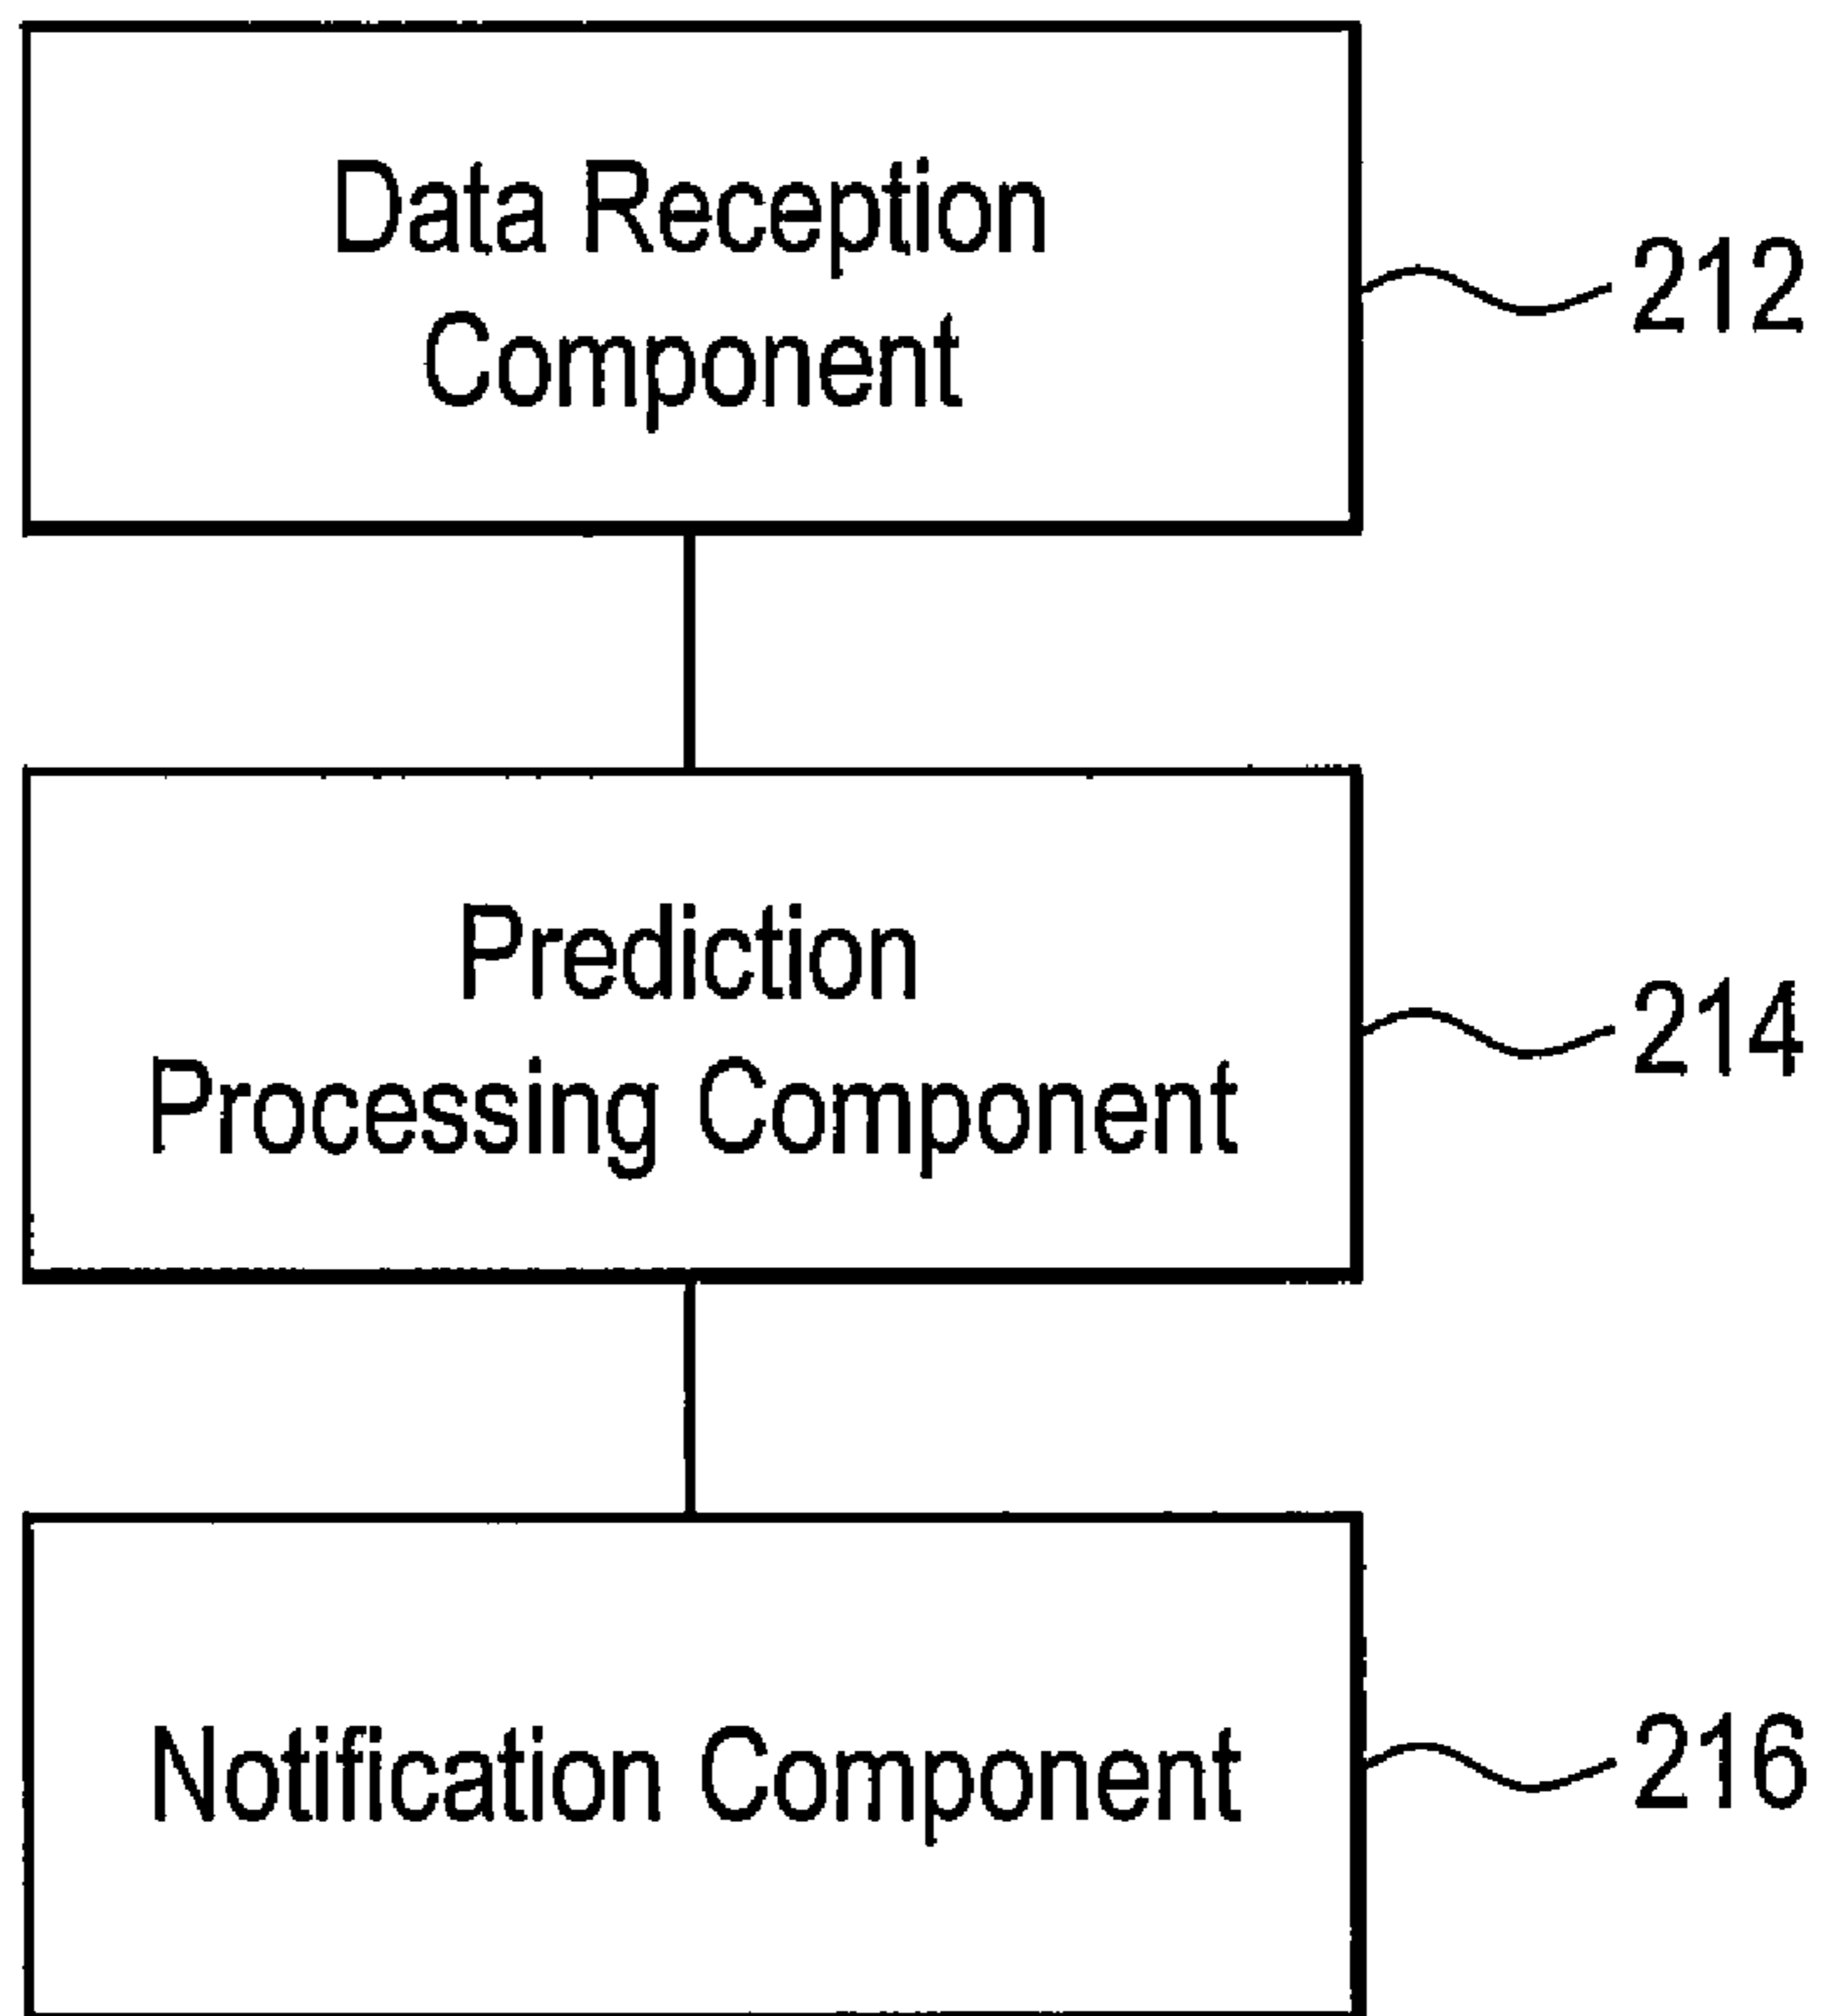 Data Reception
Component
212
Prediction
Processing Component
214
Notification Component
216